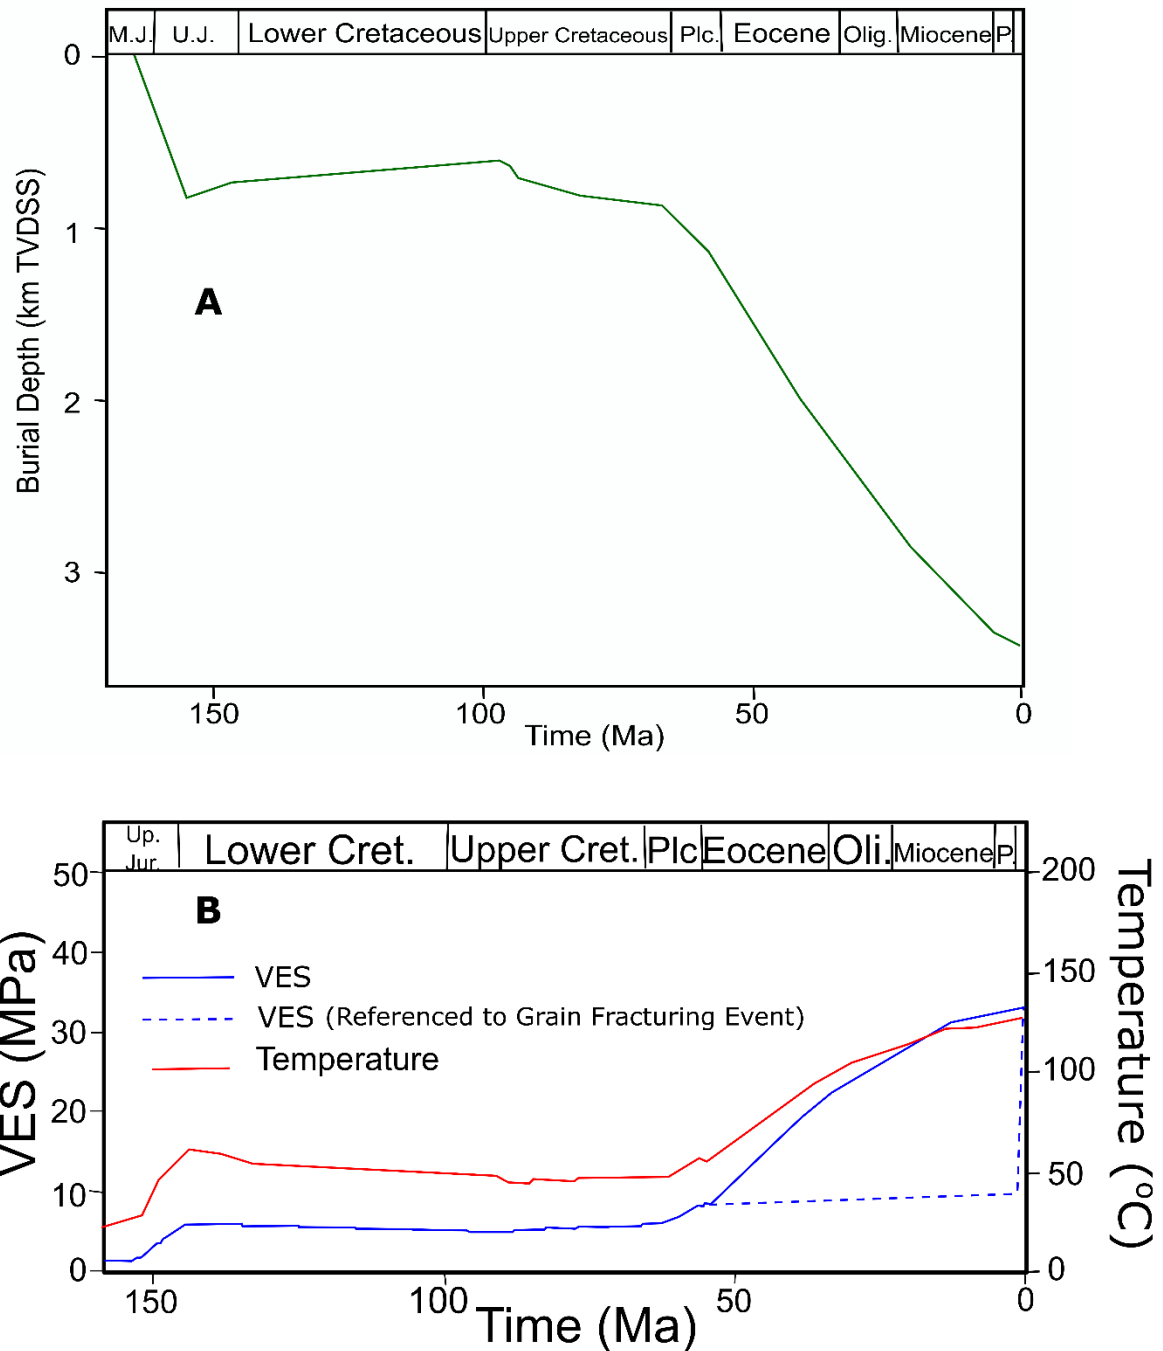 M.J. U.J. Lower Cretaceous Upper Cretaceous Plc. Eocene Olig. Miocene P.
0
1
2
3
Burial Depth (km TVDSS)
A
150 100 50 0
Time (Ma)
Up. Jur. Lower Cret. Upper Cret. Plc Eocene Oli. Miocene P.
50 200
40 150
30 100
20 50
10 0
0
VES (MPa)
Temperature (⁰C)
B
VES
VES (Referenced to Grain Fracturing Event)
Temperature
150 100 50 0
Time (Ma)